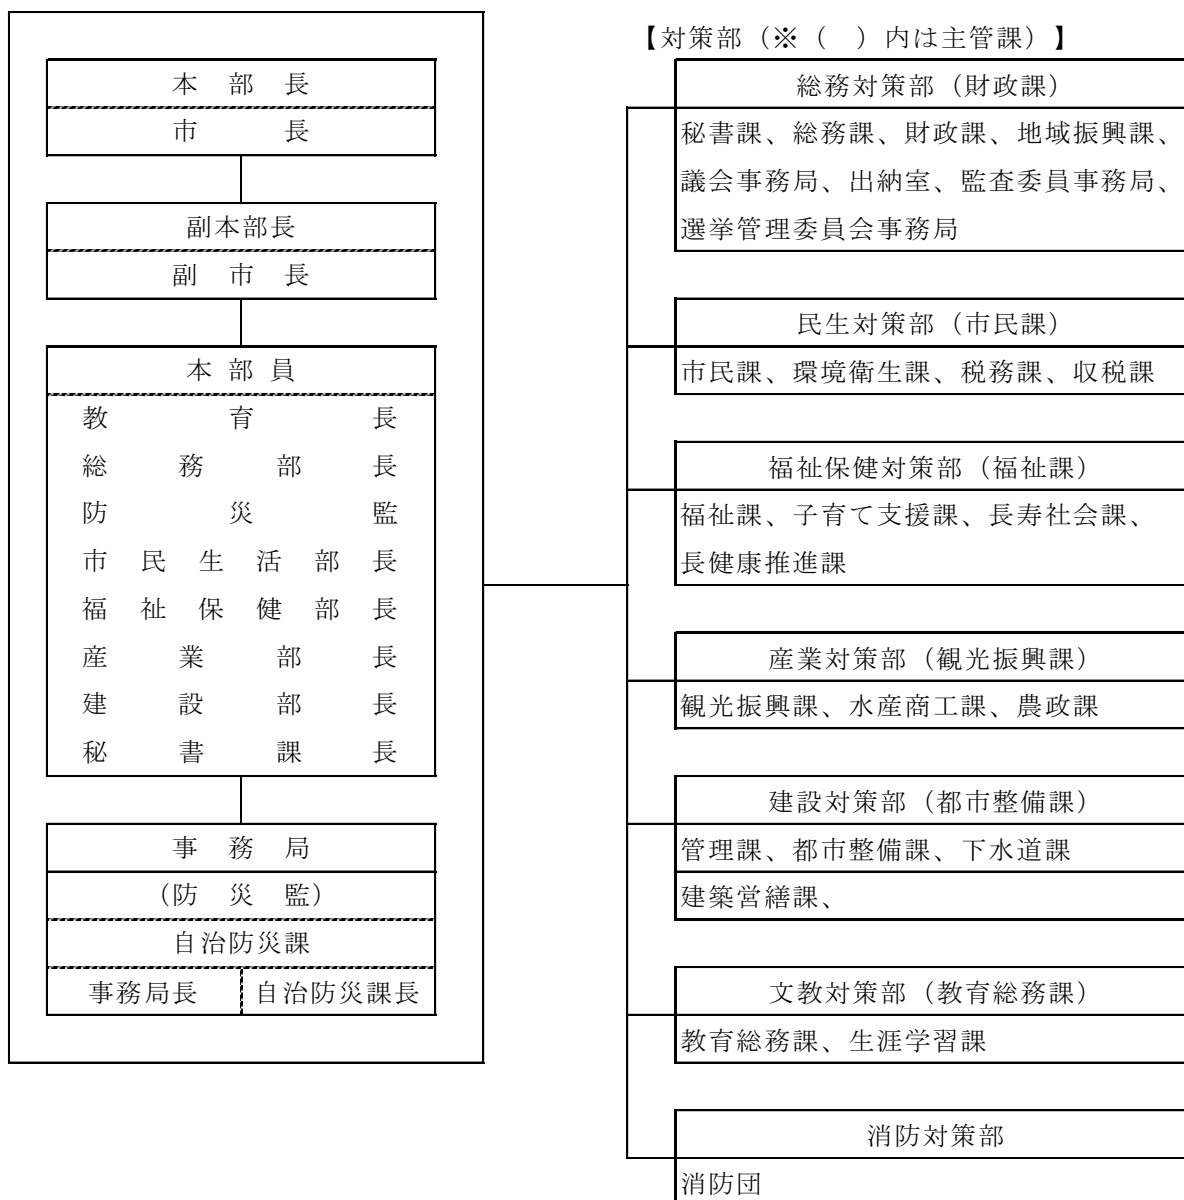 本部長
市長
副本部長
副市長
本部員
教育長
総務部長
防災監
市民生活部長
福祉保健部長
産業部長
建設部長
秘書課長
事務局
(防災監)
自治防災課
事務局長 自治防災課長
【対策部（※（　）内は主管課）】
総務対策部（財政課）
秘書課、総務課、財政課、地域振興課、
議会事務局、出納室、監査委員事務局、
選挙管理委員会事務局
民生対策部（市民課）
市民課、環境衛生課、税務課、収税課
福祉保健対策部（福祉課）
福祉課、子育て支援課、長寿社会課、
長健康推進課
産業対策部（観光振興課）
観光振興課、水産商工課、農政課
建設対策部（都市整備課）
管理課、都市整備課、下水道課
建築営繕課、
文教対策部（教育総務課）
教育総務課、生涯学習課
消防対策部
消防団